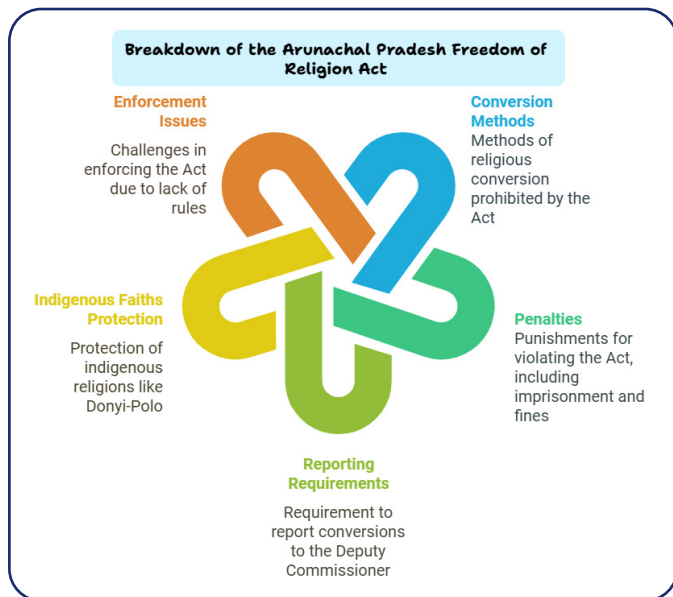 Breakdown of the Arunachal Pradesh Freedom of
Religion Act
Enforcement
Issues
Challenges in
enforcing the Act
due to lack of
rules
Conversion
Methods
Methods of
religious
conversion
prohibited by the
Act
Indigenous Faiths
Protection
Protection of
indigenous
religions like
Donyi-Polo
Penalties
Punishments for
violating the Act,
including
imprisonment and
fines
Reporting
Requirements
Requirement to
report conversions
to the Deputy
Commissioner